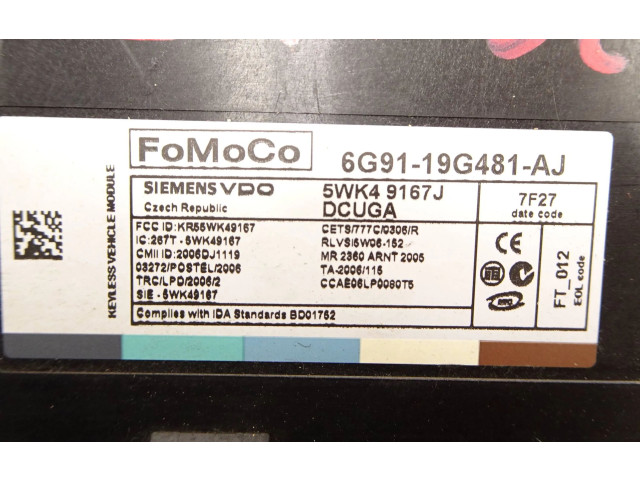 FoMoCo
6G91-19G481-AJ
KEYLESS VEHICLE MODULE
SIEMENS VDO
Czech Republic
5WK4 9167J
DCUGA
7F27
date code
FCC ID: KR55WK49167
IC: 267T - 5WK49167
CMII ID: 2006DJ1119
03272/POSTEL/2006
TRC/LPD/2006/2
SIE - 5WK49167
CETS/777C/0306/R
RLVSI5W06-152
MR 2360 ARNT 2005
TA-2006/115
CCAE06LP0080T5
CE
FT_012
EOL code
Complies with IDA Standards BD01752